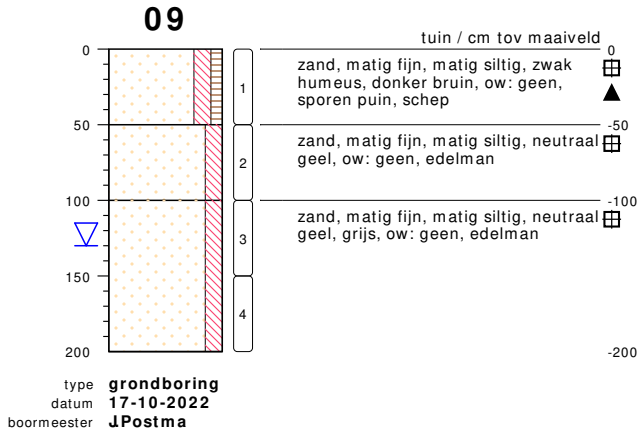 09
tuin / cm tov maaiveld
0
0
zand, matig fijn, matig siltig, zwak
humeus, donker bruin, ow: geen,
sporen puin, schep
1
50
-50
zand, matig fijn, matig siltig, neutraal
geel, ow: geen, edelman
2
100
-100
zand, matig fijn, matig siltig, neutraal
geel, grijs, ow: geen, edelman
3
150
4
200
-200
type grondboring
datum 17-10-2022
boormeester J.Postma